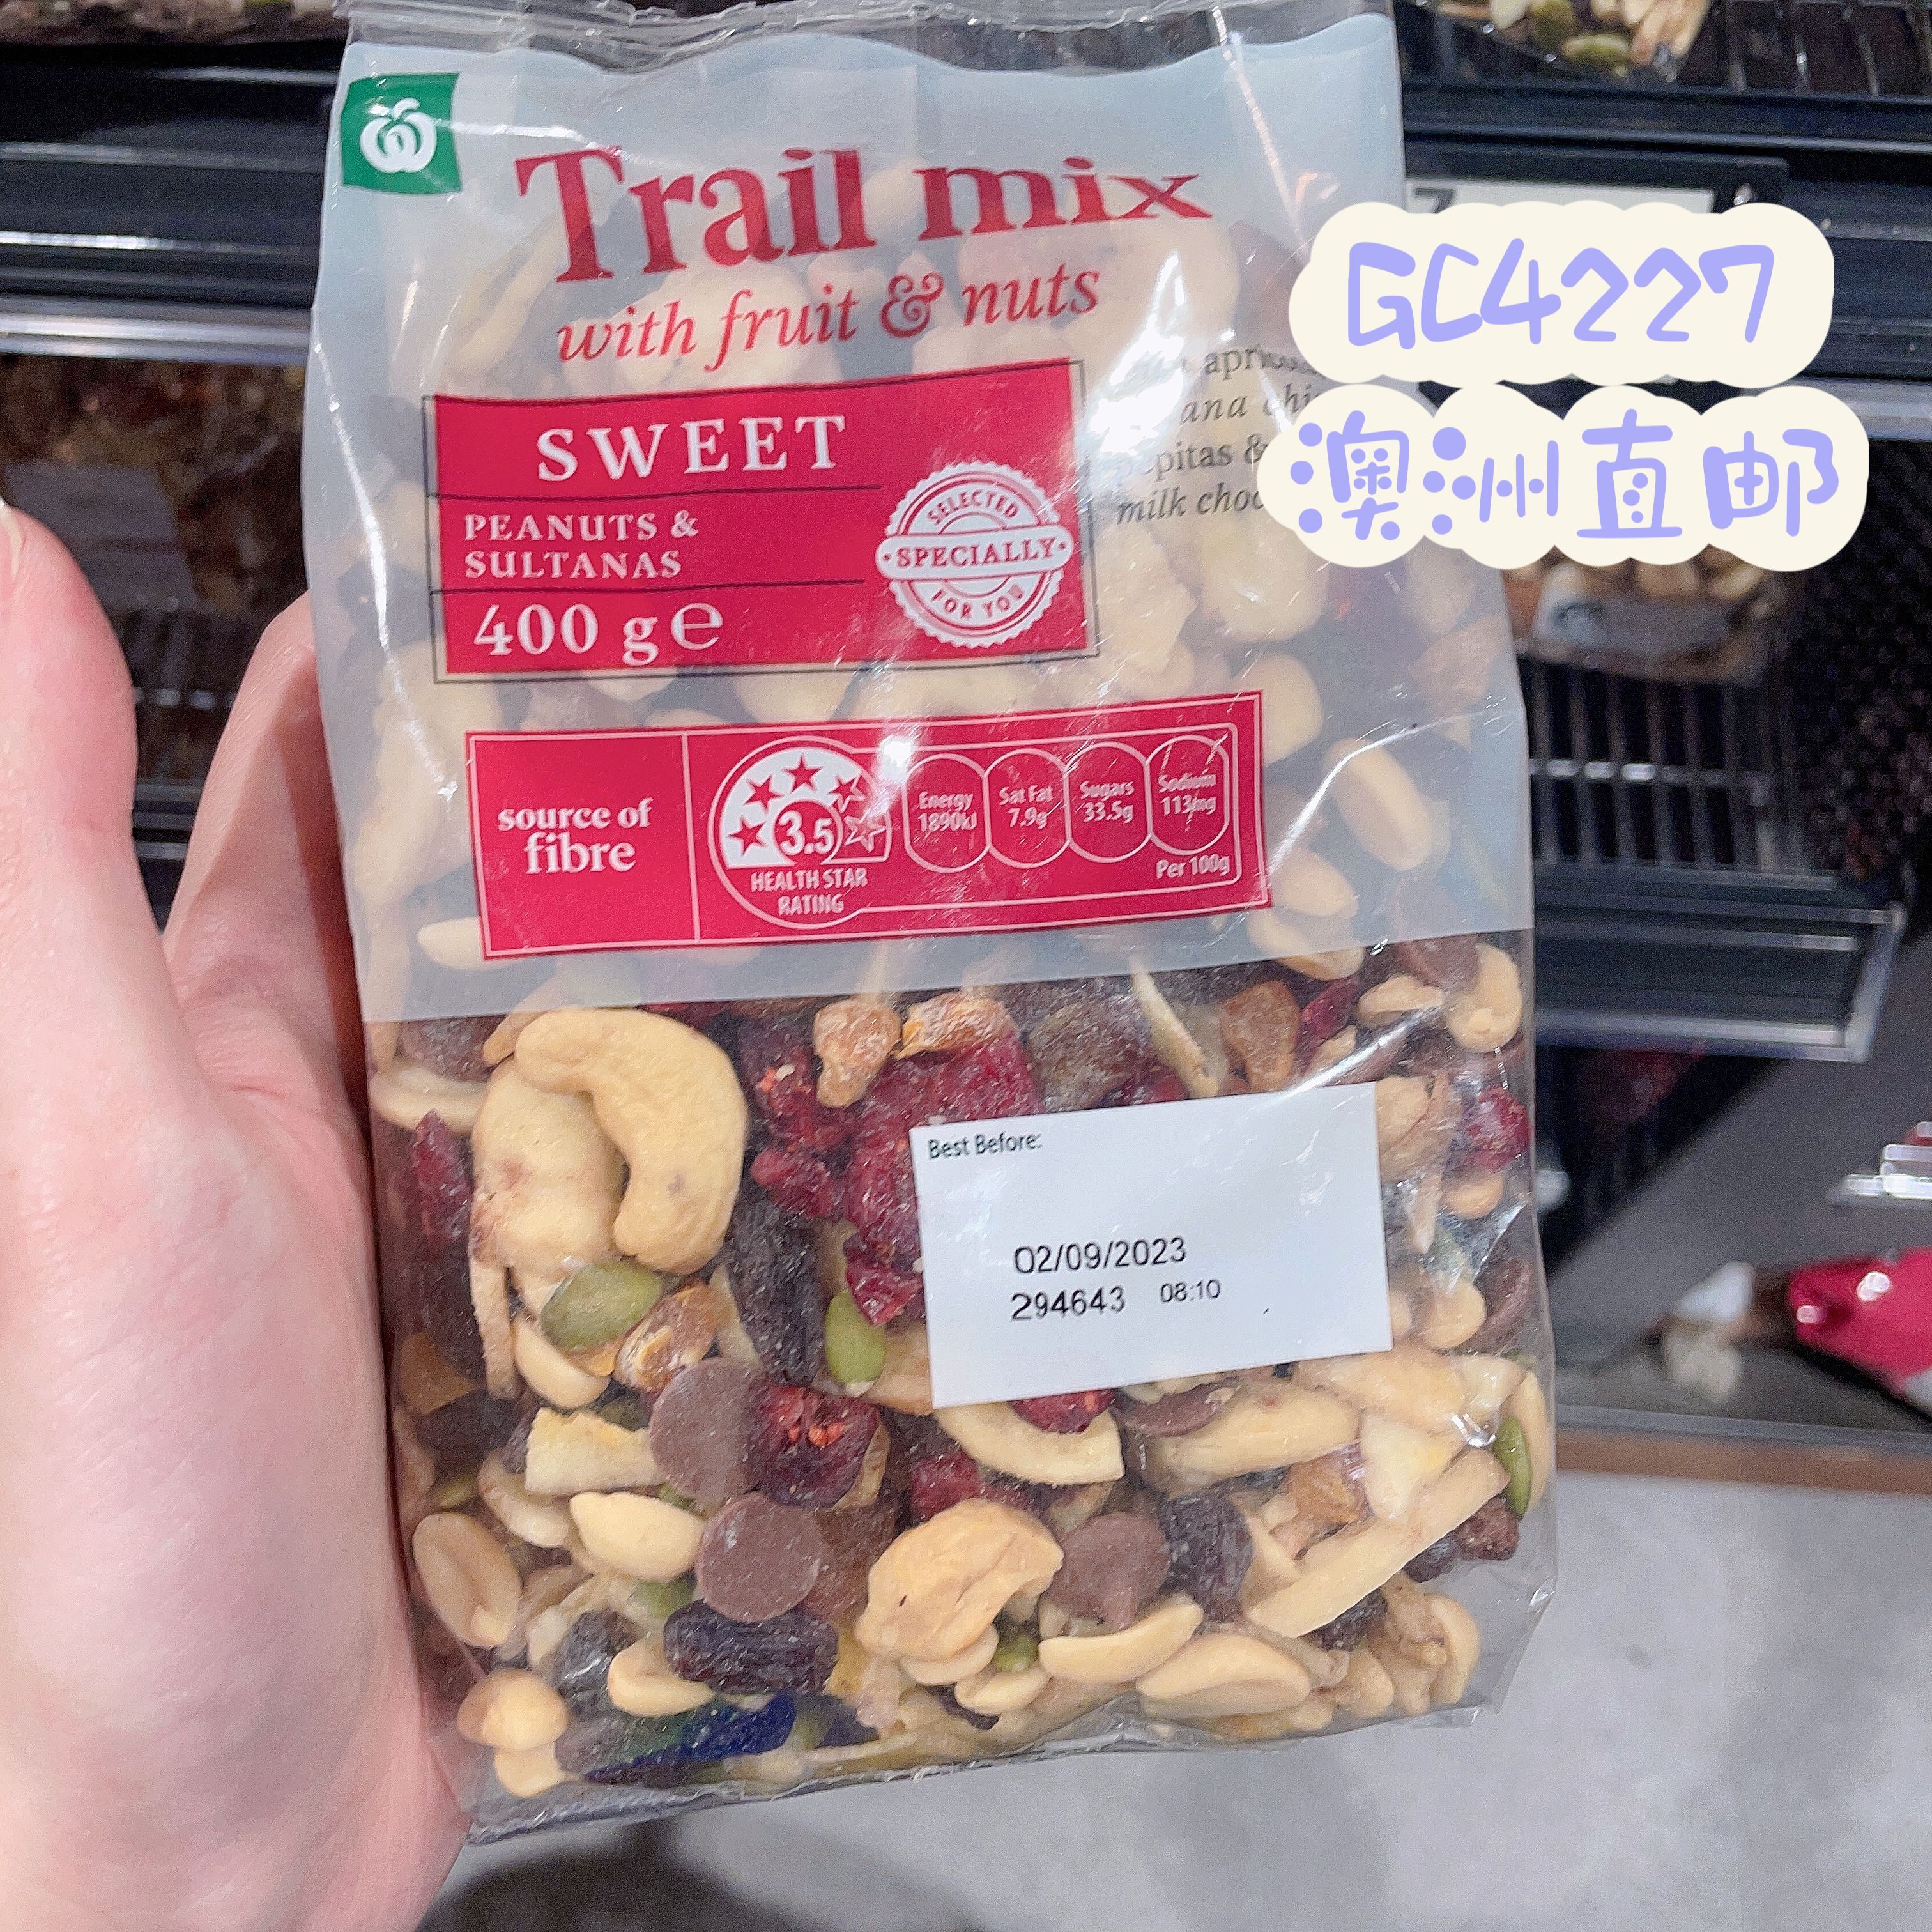 Trail mix
with fruit & nuts
SWEET
PEANUTS &
SULTANAS
400 g e
SELECTED
SPECIALLY
FOR YOU
milk
GC4227
澳洲直邮
source of
fibre
3.5
HEALTH STAR
RATING
Energy
1890kJ
Sat Fat
7.9g
Sugars
33.5g
Sodium
113mg
Per 100g
Best Before:
02/09/2023
294643 08:10